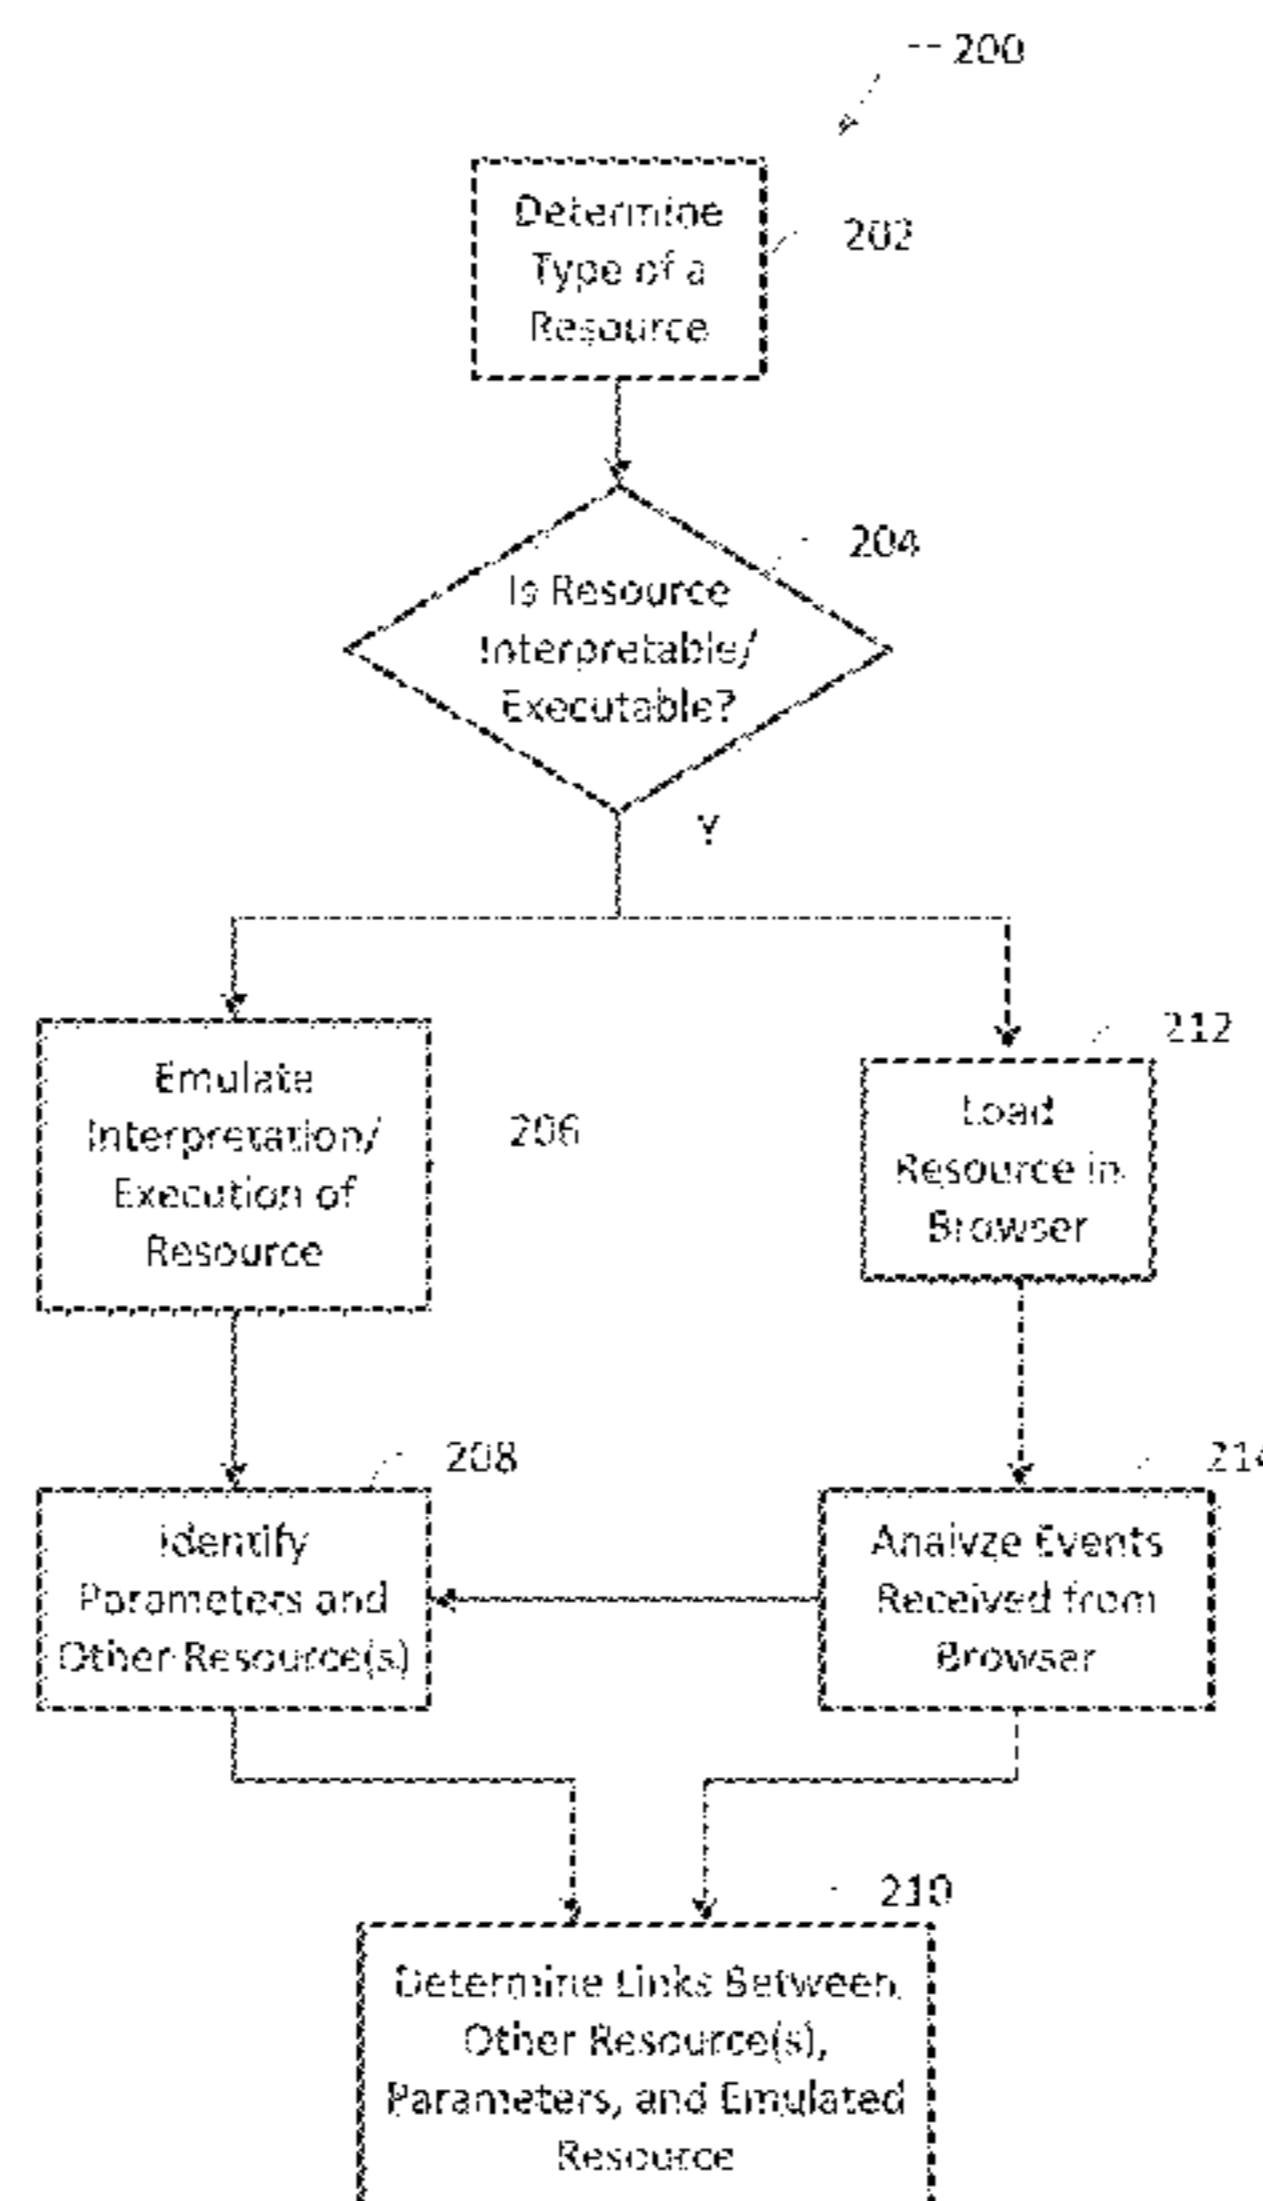 200
Determine
Type of a
Resource
202
204
Is Resource
Interpretable/
Executable?
Y
Emulate
Interpretation/
Execution of
Resource
206
212
Load
Resource in
Browser
208
Identify
Parameters and
Other Resource(s)
214
Analyze Events
Received from
Browser
210
Determine Links Between
Other Resource(s),
Parameters, and Emulated
Resource